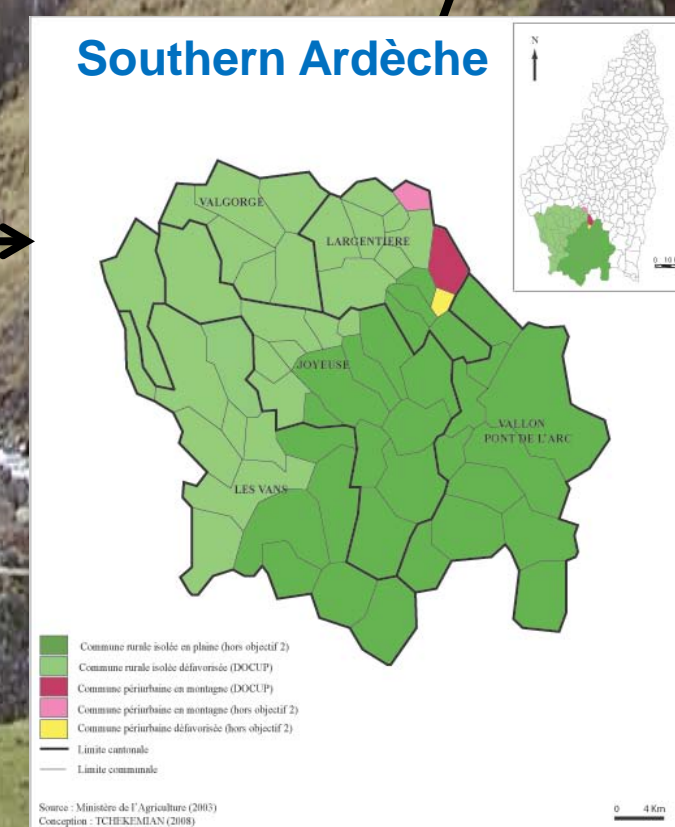 Southern Ardèche
N
0 10
VALGORGE
LARGENTIERE
JOYEUSE
VALLON
PONT DE L'ARC
LES VANS
Commune rurale isolée en plaine (hors objectif 2)
Commune rurale isolée défavorisée (DOCUP)
Commune périurbaine en montagne (DOCUP)
Commune périurbaine en montagne (hors objectif 2)
Commune périurbaine défavorisée (hors objectif 2)
Limite cantonale
Limite communale
Source : Ministère de l'Agriculture (2003)
Conception : TCHEKEMIAN (2008)
0 4 Km